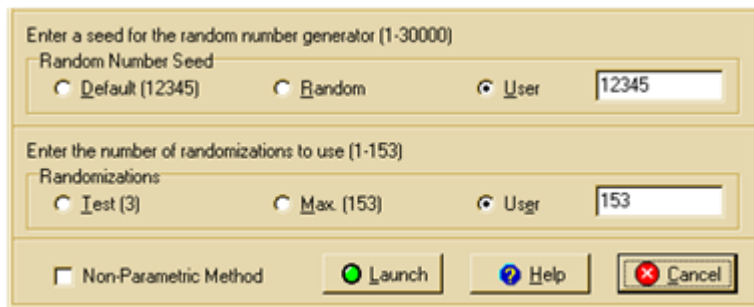 Enter a seed for the random number generator (1-30000)
Random Number Seed
Default (12345) Random User 12345
Enter the number of randomizations to use (1-153)
Randomizations
Test (3) Max. (153) User 153
Non-Parametric Method Launch Help Cancel